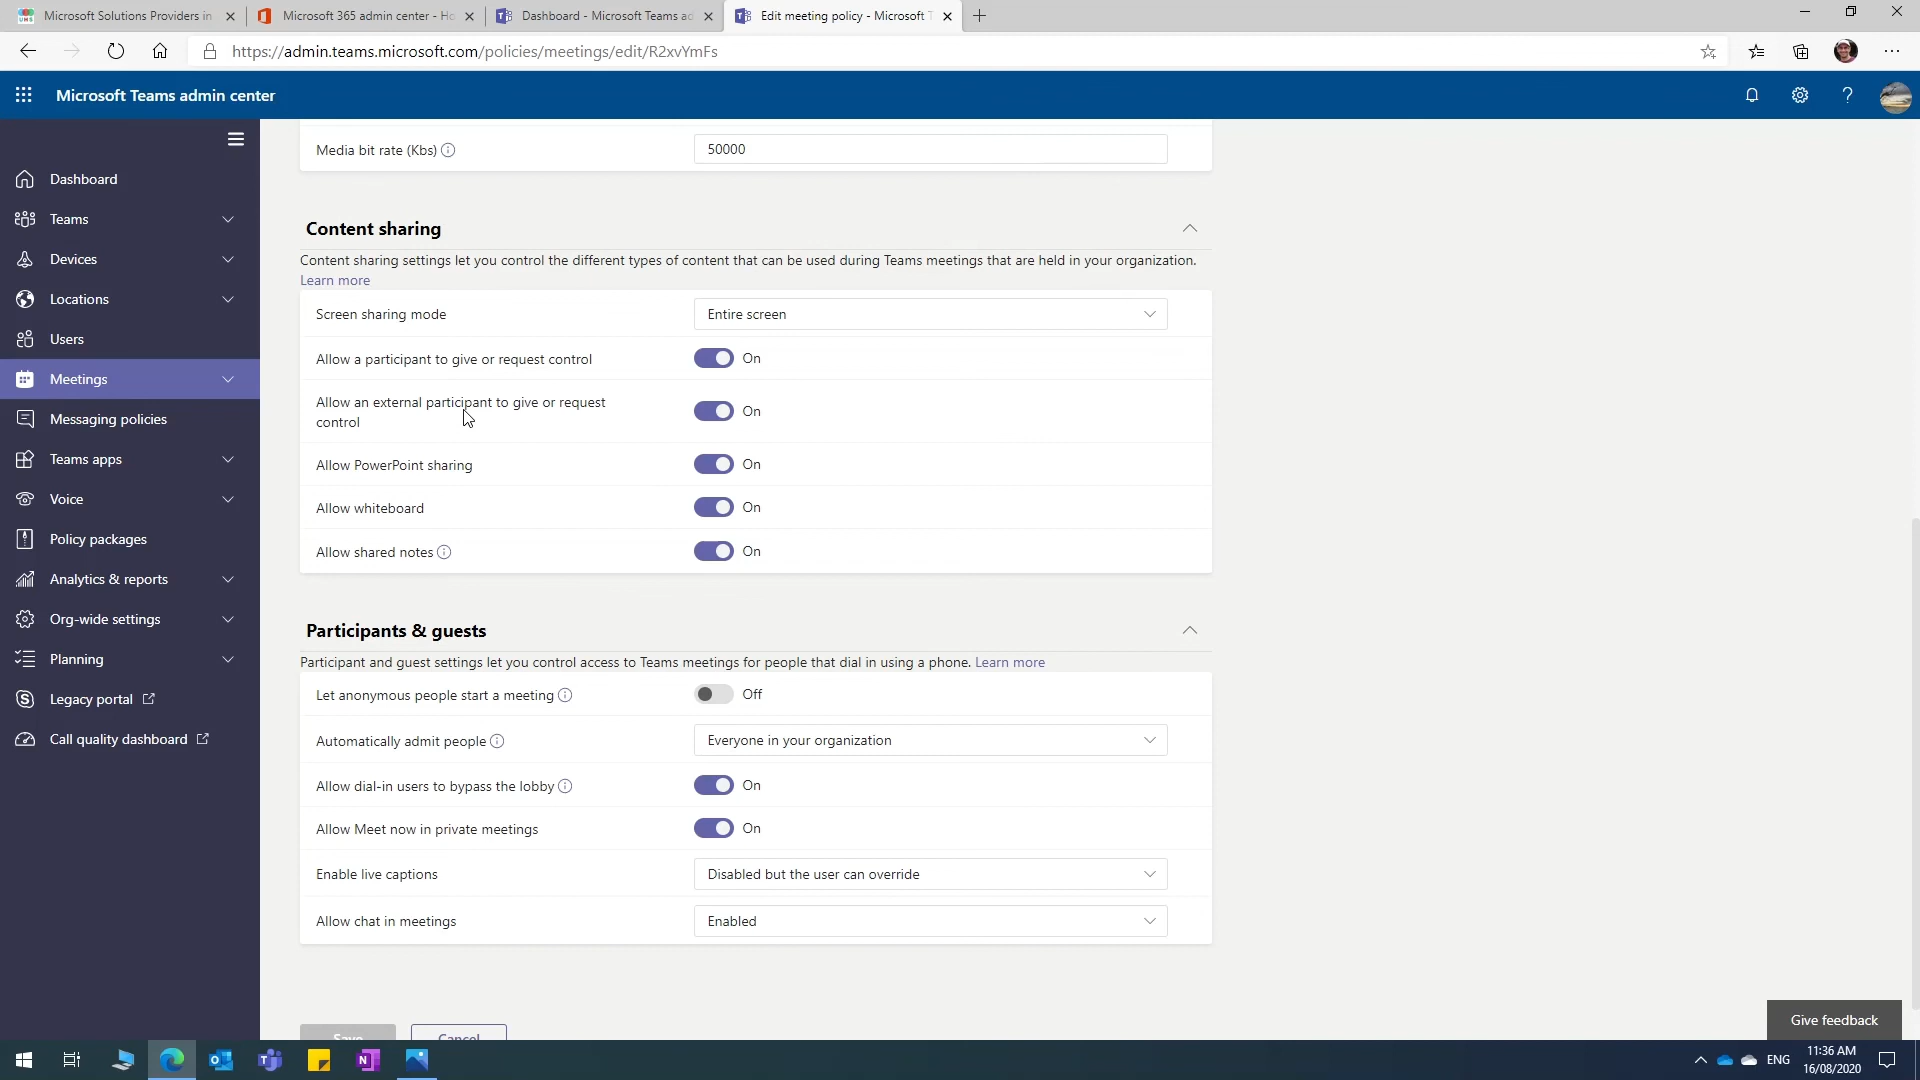 Microsoft Solutions Providers in
Microsoft 365 admin center - Ho
Dashboard - Microsoft Teams ad
Edit meeting policy - Microsoft T
https://admin.teams.microsoft.com/policies/meetings/edit/R2xvYmFs
Microsoft Teams admin center
Dashboard
Teams
Devices
Locations
Users
Meetings
Messaging policies
Teams apps
Voice
Policy packages
Analytics & reports
Org-wide settings
Planning
Legacy portal
Call quality dashboard
Media bit rate (Kbs) 50000
Content sharing
Content sharing settings let you control the different types of content that can be used during Teams meetings that are held in your organization.
Learn more
Screen sharing mode Entire screen
Allow a participant to give or request control On
Allow an external participant to give or request
control On
Allow PowerPoint sharing On
Allow whiteboard On
Allow shared notes On
Participants & guests
Participant and guest settings let you control access to Teams meetings for people that dial in using a phone. Learn more
Let anonymous people start a meeting Off
Automatically admit people Everyone in your organization
Allow dial-in users to bypass the lobby On
Allow Meet now in private meetings On
Enable live captions Disabled but the user can override
Allow chat in meetings Enabled
Save Cancel
Give feedback
ENG
11:36 AM
16/08/2020